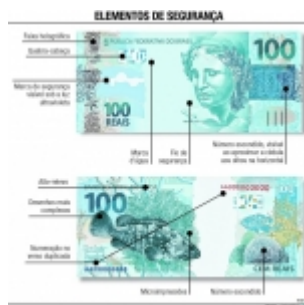 ELEMENTOS DE SEGURANÇA
Faixa holográfica
Quebra-cabeça
REPÚBLICA FEDERATIVA DO BRASIL
100
Marca de segurança
visível sob a luz
ultravioleta
100
REAIS
Marca
d'água
Fio de
segurança
Número escondido, visível
ao aproximar a cédula
aos olhos na horizontal
Alto-relevo
100
Desenhos mais
complexos
Numeração no
verso duplicada
CEM REAIS
Microimpressões
Número escondido